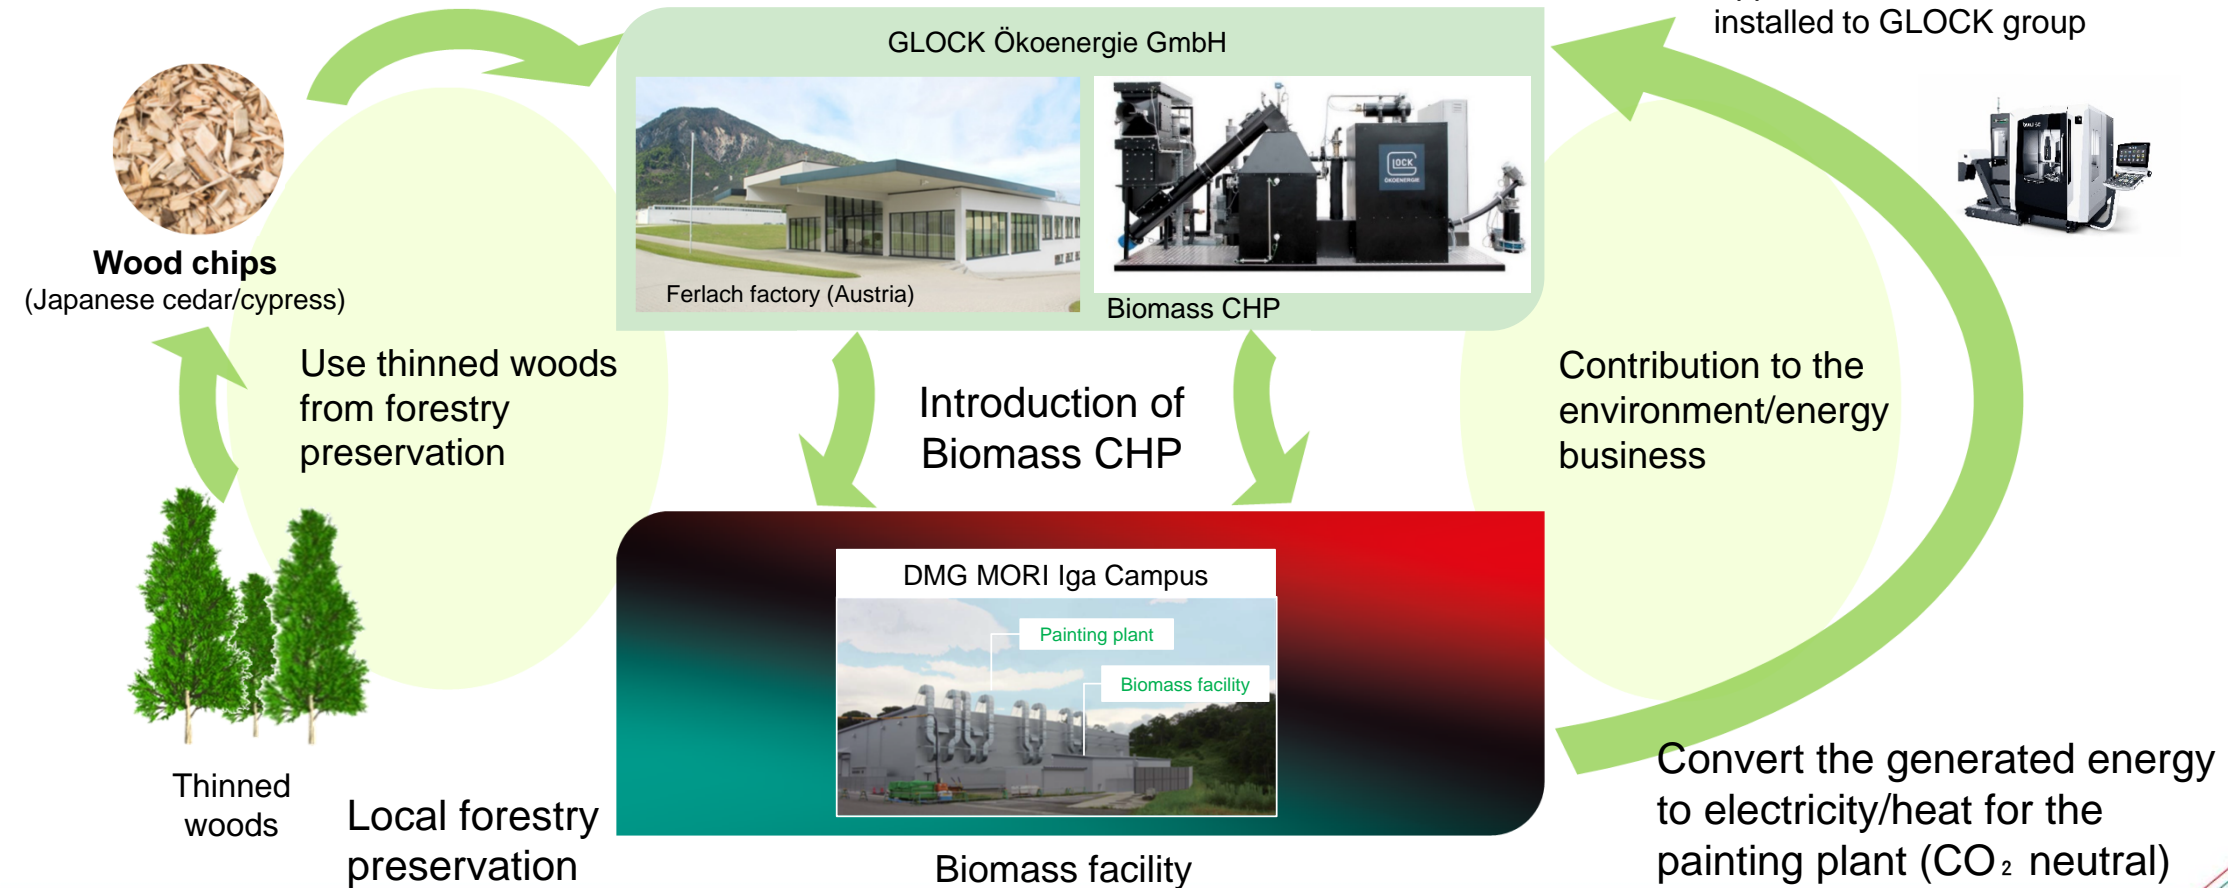 installed to GLOCK group
GLOCK Ökoenergie GmbH
GLOCK
ÖKOENERGIE
Ferlach factory (Austria)
Biomass CHP
Wood chips
(Japanese cedar/cypress)
Use thinned woods
from forestry
preservation
Introduction of
Biomass CHP
Contribution to the
environment/energy
business
DMG MORI Iga Campus
Painting plant
Biomass facility
Thinned
woods
Local forestry
preservation
Biomass facility
Convert the generated energy
to electricity/heat for the
painting plant (CO₂ neutral)